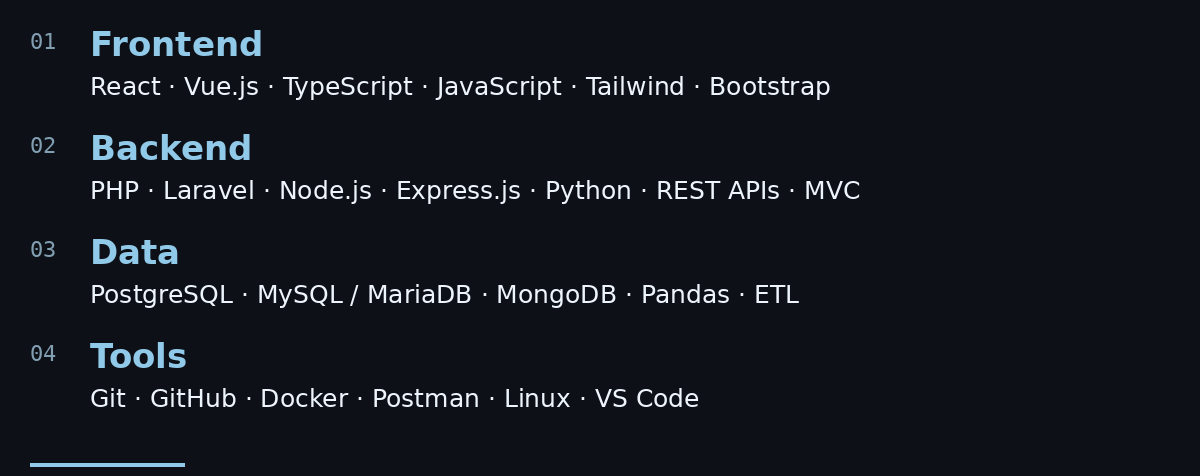 01 Frontend
React · Vue.js · TypeScript · JavaScript · Tailwind · Bootstrap
02 Backend
PHP · Laravel · Node.js · Express.js · Python · REST APIs · MVC
03 Data
PostgreSQL · MySQL / MariaDB · MongoDB · Pandas · ETL
04 Tools
Git · GitHub · Docker · Postman · Linux · VS Code